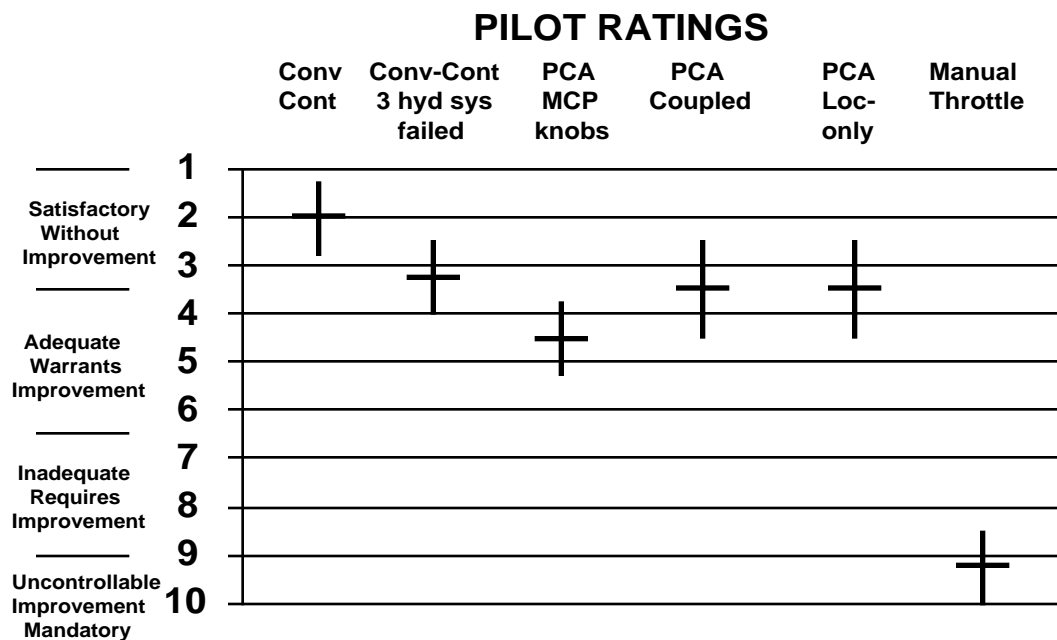 PILOT RATINGS
Conv
Cont
Conv-Cont
3 hyd sys
failed
PCA
MCP
knobs
PCA
Coupled
PCA
Loc-
only
Manual
Throttle
1
2
3
4
5
6
7
8
9
10
Satisfactory
Without
Improvement
Adequate
Warrants
Improvement
Inadequate
Requires
Improvement
Uncontrollable
Improvement
Mandatory